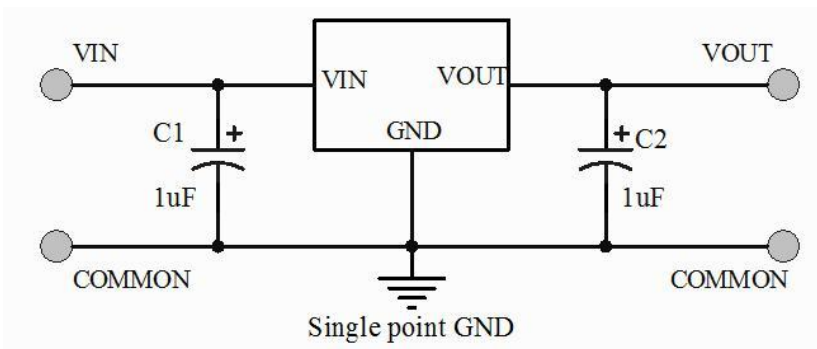 VIN
VOUT
VIN
VOUT
C1
+
GND
+
C2
1uF
1uF
COMMON
COMMON
Single point GND